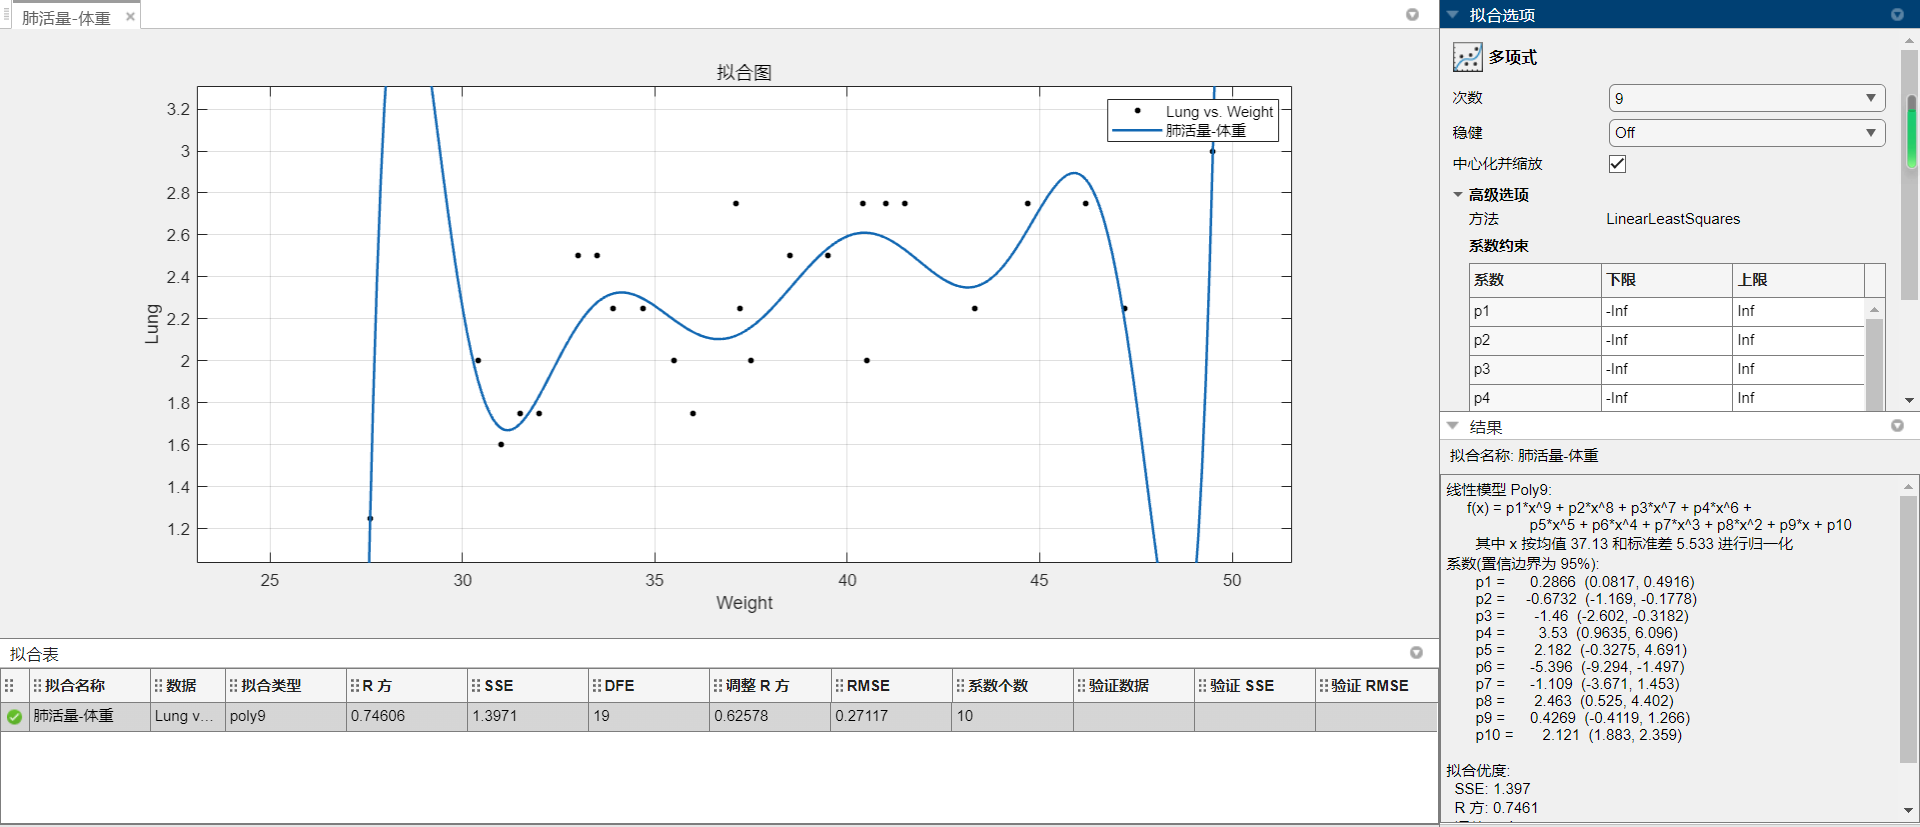 肺活量-体重
拟合图
3.2
3
2.8
2.6
2.4
2.2
2
1.8
1.6
1.4
1.2
Lung
25 30 35 40 45 50
Weight
Lung vs. Weight
肺活量-体重
拟合表
拟合名称 数据 拟合类型 R 方 SSE DFE 调整 R 方 RMSE 系数个数 验证数据 验证 SSE 验证 RMSE
肺活量-体重 Lung v... poly9 0.74606 1.3971 19 0.62578 0.27117 10
拟合选项
多项式
次数 9
稳健 Off
中心化并缩放
高级选项
方法 LinearLeastSquares
系数约束
系数 下限 上限
p1 -Inf Inf
p2 -Inf Inf
p3 -Inf Inf
p4 -Inf Inf
结果
拟合名称: 肺活量-体重
线性模型 Poly9:
f(x) = p1*x^9 + p2*x^8 + p3*x^7 + p4*x^6 +
p5*x^5 + p6*x^4 + p7*x^3 + p8*x^2 + p9*x + p10
其中 x 按均值 37.13 和标准差 5.533 进行归一化
系数(置信边界为 95%):
p1 = 0.2866 (0.0817, 0.4916)
p2 = -0.6732 (-1.169, -0.1778)
p3 = -1.46 (-2.602, -0.3182)
p4 = 3.53 (0.9635, 6.096)
p5 = 2.182 (-0.3275, 4.691)
p6 = -5.396 (-9.294, -1.497)
p7 = -1.109 (-3.671, 1.453)
p8 = 2.463 (0.525, 4.402)
p9 = 0.4269 (-0.4119, 1.266)
p10 = 2.121 (1.883, 2.359)
拟合优度:
SSE: 1.397
R 方: 0.7461